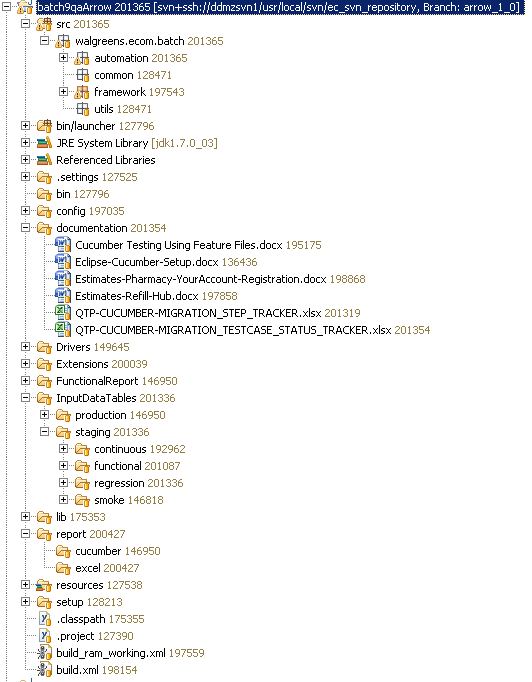 batch9qaArrow 201365 [svn+ssh://ddmzsvn1/usr/local/svn/ec_svn_repository, Branch: arrow_1_0]
src 201365
walgreens.ecom.batch 201365
automation 201365
common 128471
framework 197543
utils 128471
bin/launcher 127796
JRE System Library [jdk1.7.0_03]
Referenced Libraries
.settings 127525
bin 127796
config 197035
documentation 201354
Cucumber Testing Using Feature Files.docx 195175
Eclipse-Cucumber-Setup.docx 136436
Estimates-Pharmacy-YourAccount-Registration.docx 198868
Estimates-Refill-Hub.docx 197858
QTP-CUCUMBER-MIGRATION_STEP_TRACKER.xlsx 201319
QTP-CUCUMBER-MIGRATION_TESTCASE_STATUS_TRACKER.xlsx 201354
Drivers 149645
Extensions 200039
FunctionalReport 146950
InputDataTables 201336
production 146950
staging 201336
continuous 192962
functional 201087
regression 201336
smoke 146818
lib 175353
report 200427
cucumber 146950
excel 200427
resources 127538
setup 128213
.classpath 175355
.project 127390
build_ram_working.xml 197559
build.xml 198154